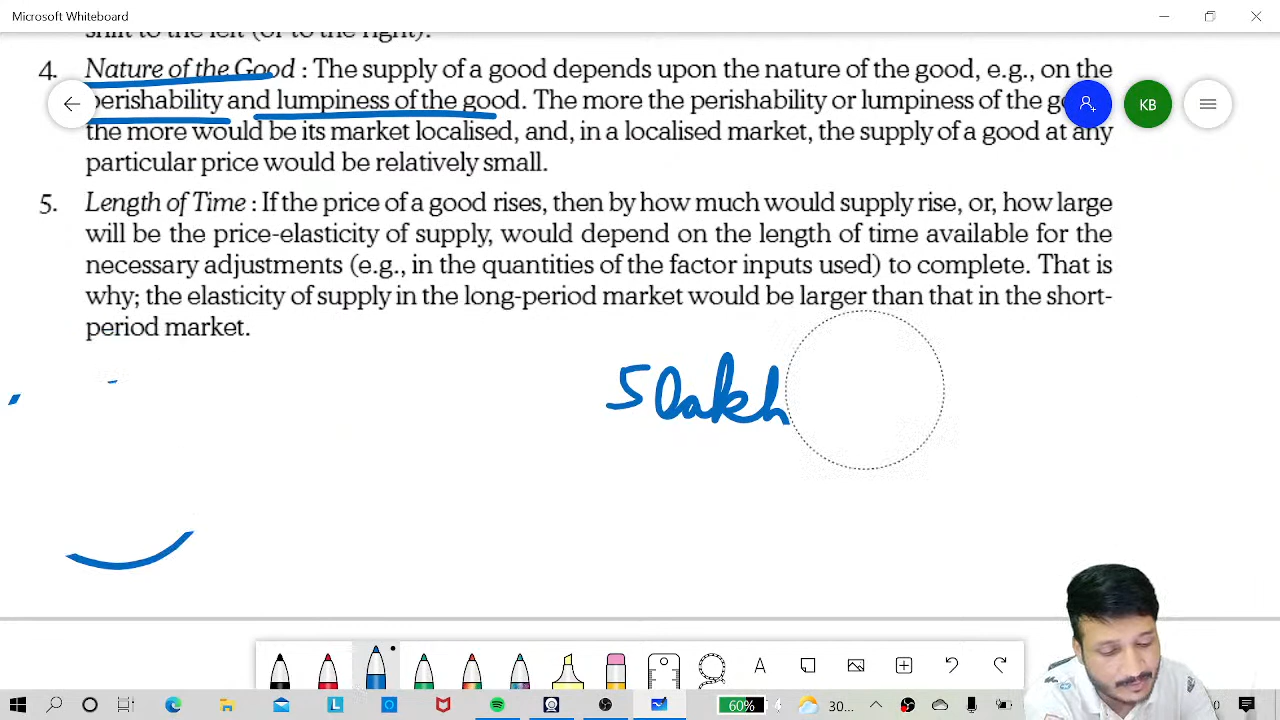 Microsoft Whiteboard
shift to the left (or to the right).
4. Nature of the Good : The supply of a good depends upon the nature of the good, e.g., on the
perishability and lumpiness of the good. The more the perishability or lumpiness of the
KB
the more would be its market localised, and, in a localised market, the supply of a good at any
particular price would be relatively small.
5. Length of Time : If the price of a good rises, then by how much would supply rise, or, how large
will be the price-elasticity of supply, would depend on the length of time available for the
necessary adjustments (e.g., in the quantities of the factor inputs used) to complete. That is
why; the elasticity of supply in the long-period market would be larger than that in the short-
period market.
5 lakh
A
60%
30...